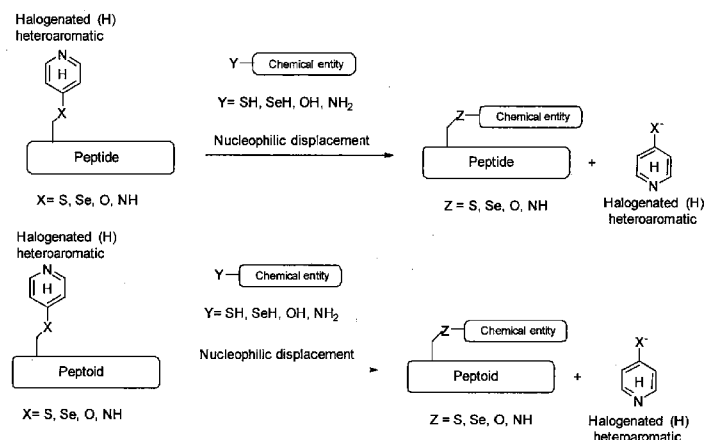 Halogenated (H)
heteroaromatic
N
H
X
Peptide
X= S, Se, O, NH
Y
Chemical entity
Y= SH, SeH, OH, NH2
Nucleophilic displacement
Z
Chemical entity
Peptide
Z = S, Se, O, NH
+
X-
H
N
Halogenated (H)
heteroaromatic
Halogenated (H)
heteroaromatic
N
H
X
Peptoid
X= S, Se, O, NH
Y
Chemical entity
Y= SH, SeH, OH, NH2
Nucleophilic displacement
Z
Chemical entity
Peptoid
Z = S, Se, O, NH
+
X-
H
N
Halogenated (H)
heteroaromatic